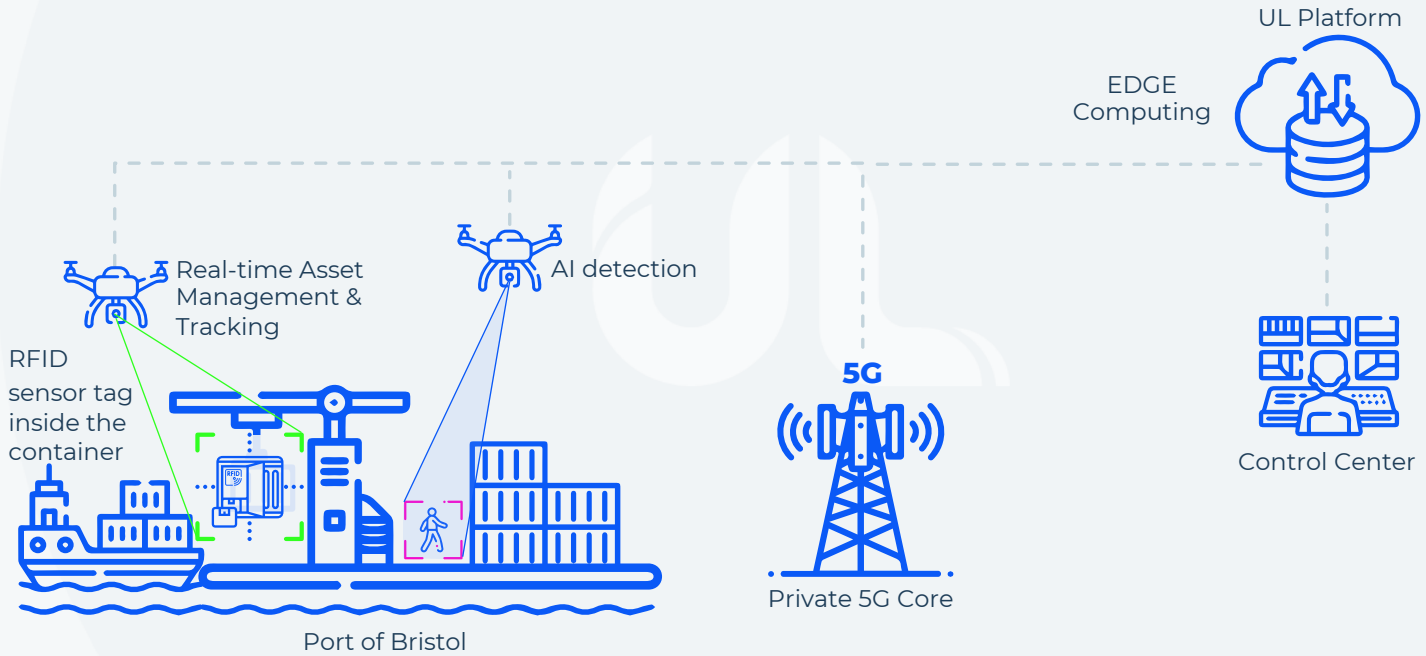 UL Platform
EDGE
Computing
UL
Real-time Asset
Management &
Tracking
AI detection
RFID
sensor tag
inside the
container
RFID
5G
Control Center
Private 5G Core
Port of Bristol